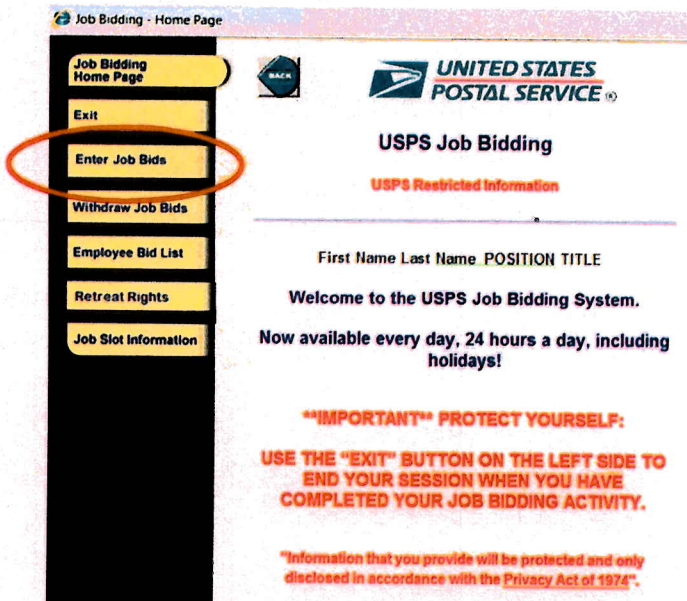 Job Bidding - Home Page
Job Bidding
Home Page
Exit
Enter Job Bids
Withdraw Job Bids
Employee Bid List
Retreat Rights
Job Slot Information
BACK
UNITED STATES
POSTAL SERVICE ®
USPS Job Bidding
USPS Restricted Information
First Name Last Name POSITION TITLE
Welcome to the USPS Job Bidding System.
Now available every day, 24 hours a day, including
holidays!
**IMPORTANT** PROTECT YOURSELF:
USE THE "EXIT" BUTTON ON THE LEFT SIDE TO
END YOUR SESSION WHEN YOU HAVE
COMPLETED YOUR JOB BIDDING ACTIVITY.
"Information that you provide will be protected and only
disclosed in accordance with the Privacy Act of 1974".